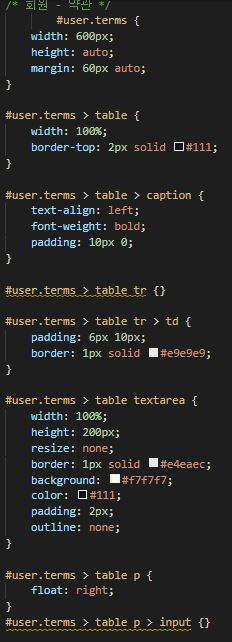 /* 회원 - 약관 */
#user.terms {
width: 600px;
height: auto;
margin: 60px auto;
}
#user.terms > table {
width: 100%;
border-top: 2px solid #111;
}
#user.terms > table > caption {
text-align: left;
font-weight: bold;
padding: 10px 0;
}
#user.terms > table tr {}
#user.terms > table tr > td {
padding: 6px 10px;
border: 1px solid #e9e9e9;
}
#user.terms > table textarea {
width: 100%;
height: 200px;
resize: none;
border: 1px solid #e4eaec;
background: #f7f7f7;
color: #111;
padding: 2px;
outline: none;
}
#user.terms > table p {
float: right;
}
#user.terms > table p > input {}